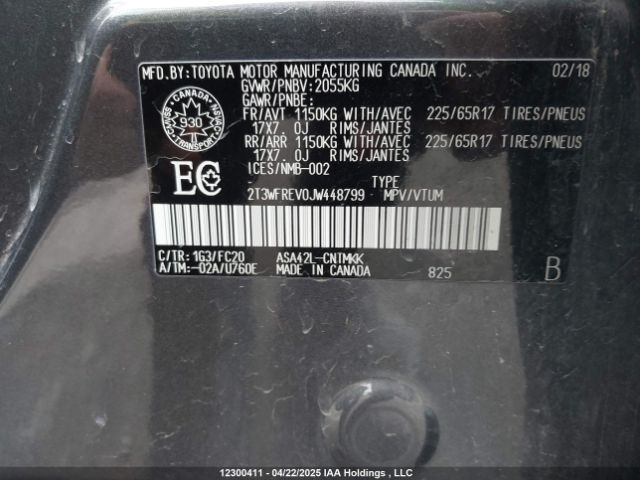 MFD.BY:TOYOTA MOTOR MANUFACTURING CANADA INC. 02/18
GVWR/PNBV:2055KG
GAWR/PNBE:
FR/AVT 1150KG WITH/AVEC 225/65R17 TIRES/PNEUS
17X7.0J RIMS/JANTES
RR/ARR 1150KG WITH/AVEC 225/65R17 TIRES/PNEUS
17X7.0J RIMS/JANTES
ICES/NMB-002
CANADA
930
TRANSPORT
EC
TYPE
2T3WFREV0JW448799 MPV/VTUM
C/TR:1G3/FC20 ASA42L-CNTMKK
A/TM:-02A/U760E MADE IN CANADA 825 B
12300411 - 04/22/2025 IAA Holdings , LLC